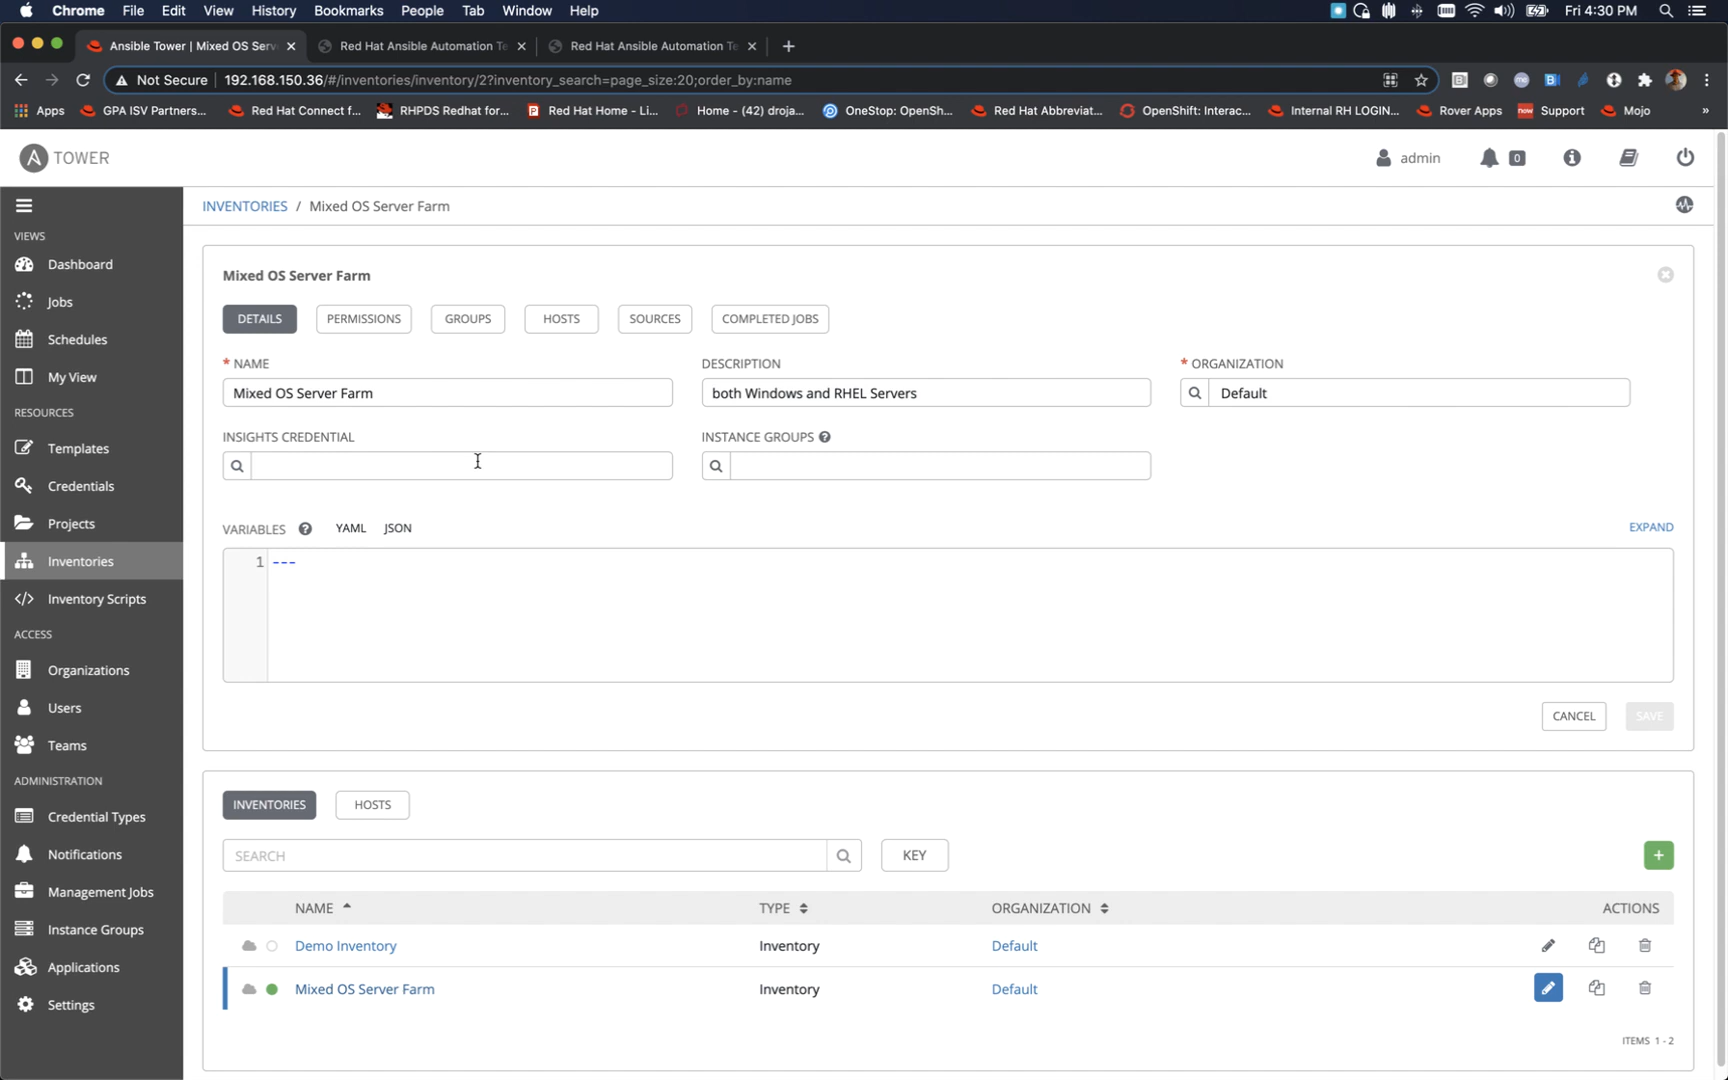 Chrome File Edit View History Bookmarks People Tab Window Help Fri 4:30 PM
Ansible Tower | Mixed OS Serv Red Hat Ansible Automation Te Red Hat Ansible Automation Te
Not Secure 192.168.150.36/#/inventories/inventory/2?inventory_search=page_size:20;order_by:name
Apps GPA ISV Partners... Red Hat Connect f... RHPDS Redhat for... Red Hat Home - Li... Home - (42) droja... OneStop: OpenSh... Red Hat Abbreviat... OpenShift: Interac... Internal RH LOGIN... Rover Apps Support Mojo »
A TOWER admin 0
INVENTORIES / Mixed OS Server Farm
VIEWS
Dashboard
Jobs
Schedules
My View
RESOURCES
Templates
Credentials
Projects
Inventories
Inventory Scripts
ACCESS
Organizations
Users
Teams
ADMINISTRATION
Credential Types
Notifications
Management Jobs
Instance Groups
Applications
Settings
Mixed OS Server Farm
DETAILS PERMISSIONS GROUPS HOSTS SOURCES COMPLETED JOBS
* NAME DESCRIPTION * ORGANIZATION
Mixed OS Server Farm both Windows and RHEL Servers Default
INSIGHTS CREDENTIAL INSTANCE GROUPS
VARIABLES YAML JSON EXPAND
1 ---
CANCEL SAVE
INVENTORIES HOSTS
SEARCH KEY +
NAME TYPE ORGANIZATION ACTIONS
Demo Inventory Inventory Default
Mixed OS Server Farm Inventory Default
ITEMS 1 - 2